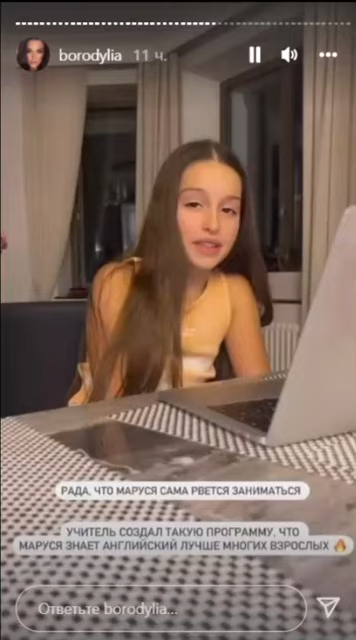 borodylia 11 ч.
РАДА, ЧТО МАРУСЯ САМА РВЕТСЯ ЗАНИМАТЬСЯ
УЧИТЕЛЬ СОЗДАЛ ТАКУЮ ПРОГРАММУ, ЧТО
МАРУСЯ ЗНАЕТ АНГЛИЙСКИЙ ЛУЧШЕ МНОГИХ ВЗРОСЛЫХ 🔥
Ответьте borodylia...